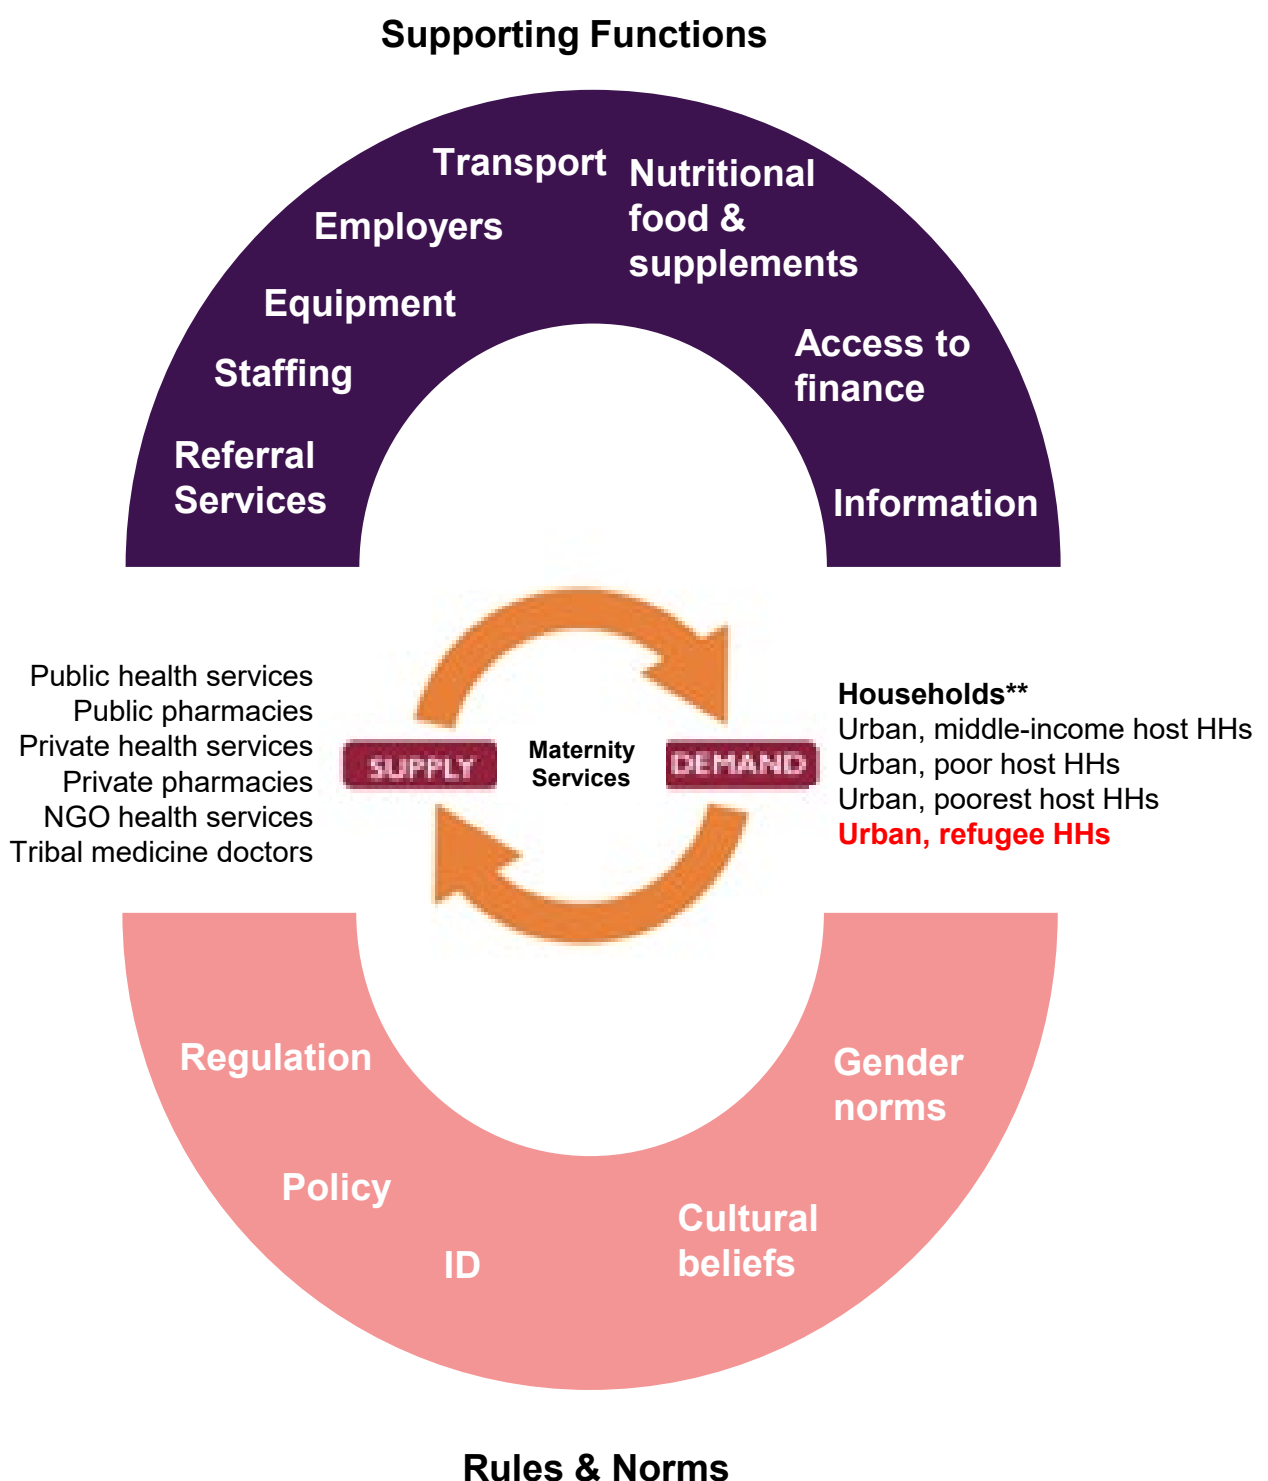 Supporting Functions
Transport
Nutritional
food &
supplements
Employers
Equipment
Access to
finance
Staffing
Referral
Services
Information
Public health services
Public pharmacies
Private health services
Private pharmacies
NGO health services
Tribal medicine doctors
SUPPLY
Maternity
Services
DEMAND
Households**
Urban, middle-income host HHs
Urban, poor host HHs
Urban, poorest host HHs
Urban, refugee HHs
Regulation
Gender
norms
Policy
Cultural
beliefs
ID
Rules & Norms